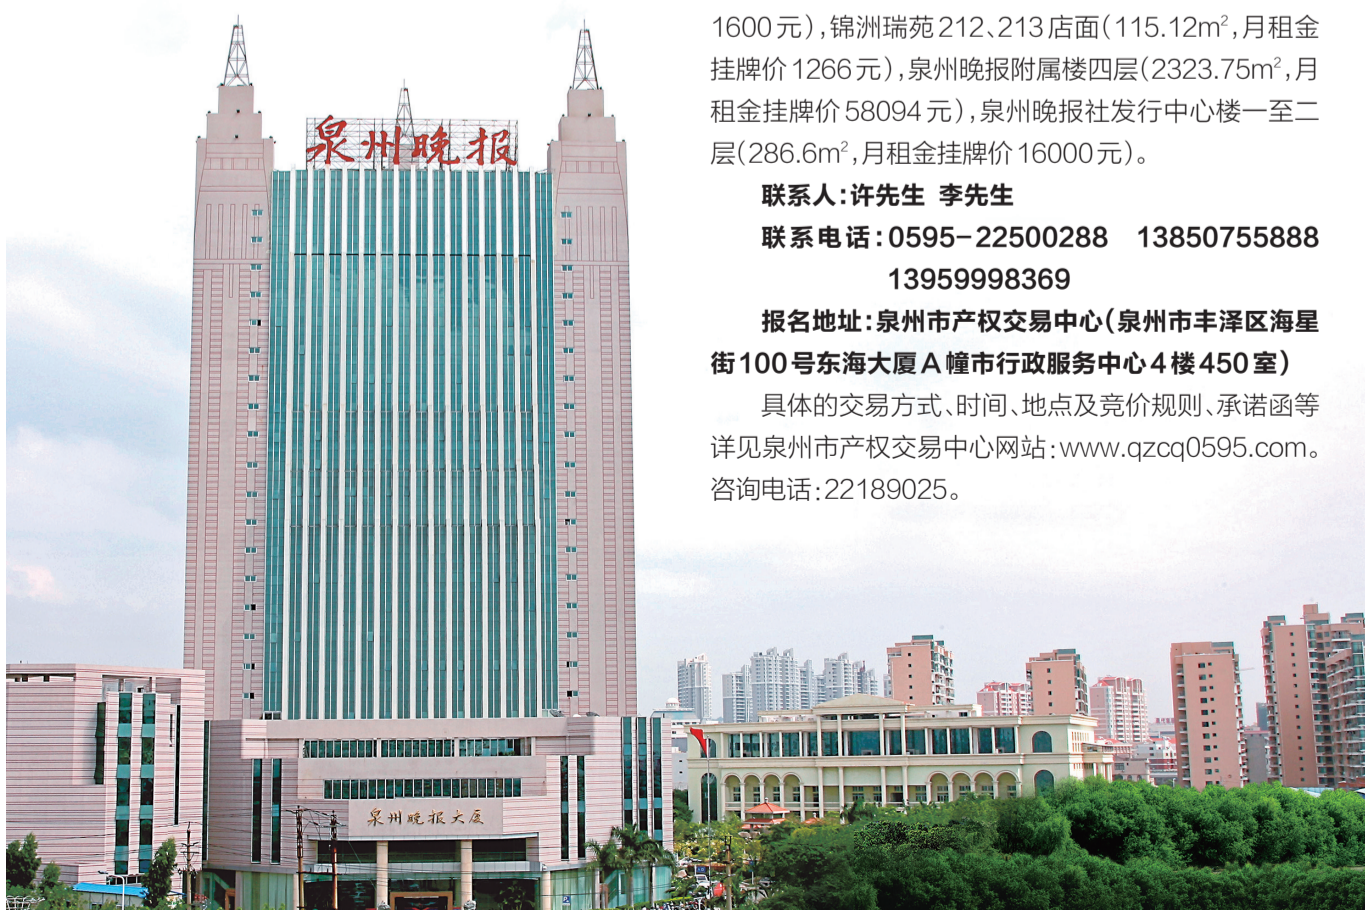 1600元），锦洲瑞苑212、213店面（115.12m²，月租金
挂牌价1266元），泉州晚报附属楼四层（2323.75m²，月
租金挂牌价58094元），泉州晚报社发行中心楼一至二
层（286.6m²，月租金挂牌价16000元）。
联系人：许先生 李先生
联系电话：0595-22500288 13850755888
13959998369
报名地址：泉州市产权交易中心（泉州市丰泽区海星
街100号东海大厦A幢市行政服务中心4楼450室）
具体的交易方式、时间、地点及竞价规则、承诺函等
详见泉州市产权交易中心网站：www.qzcq0595.com。
咨询电话：22189025。
泉州晚报
泉州晚报大厦